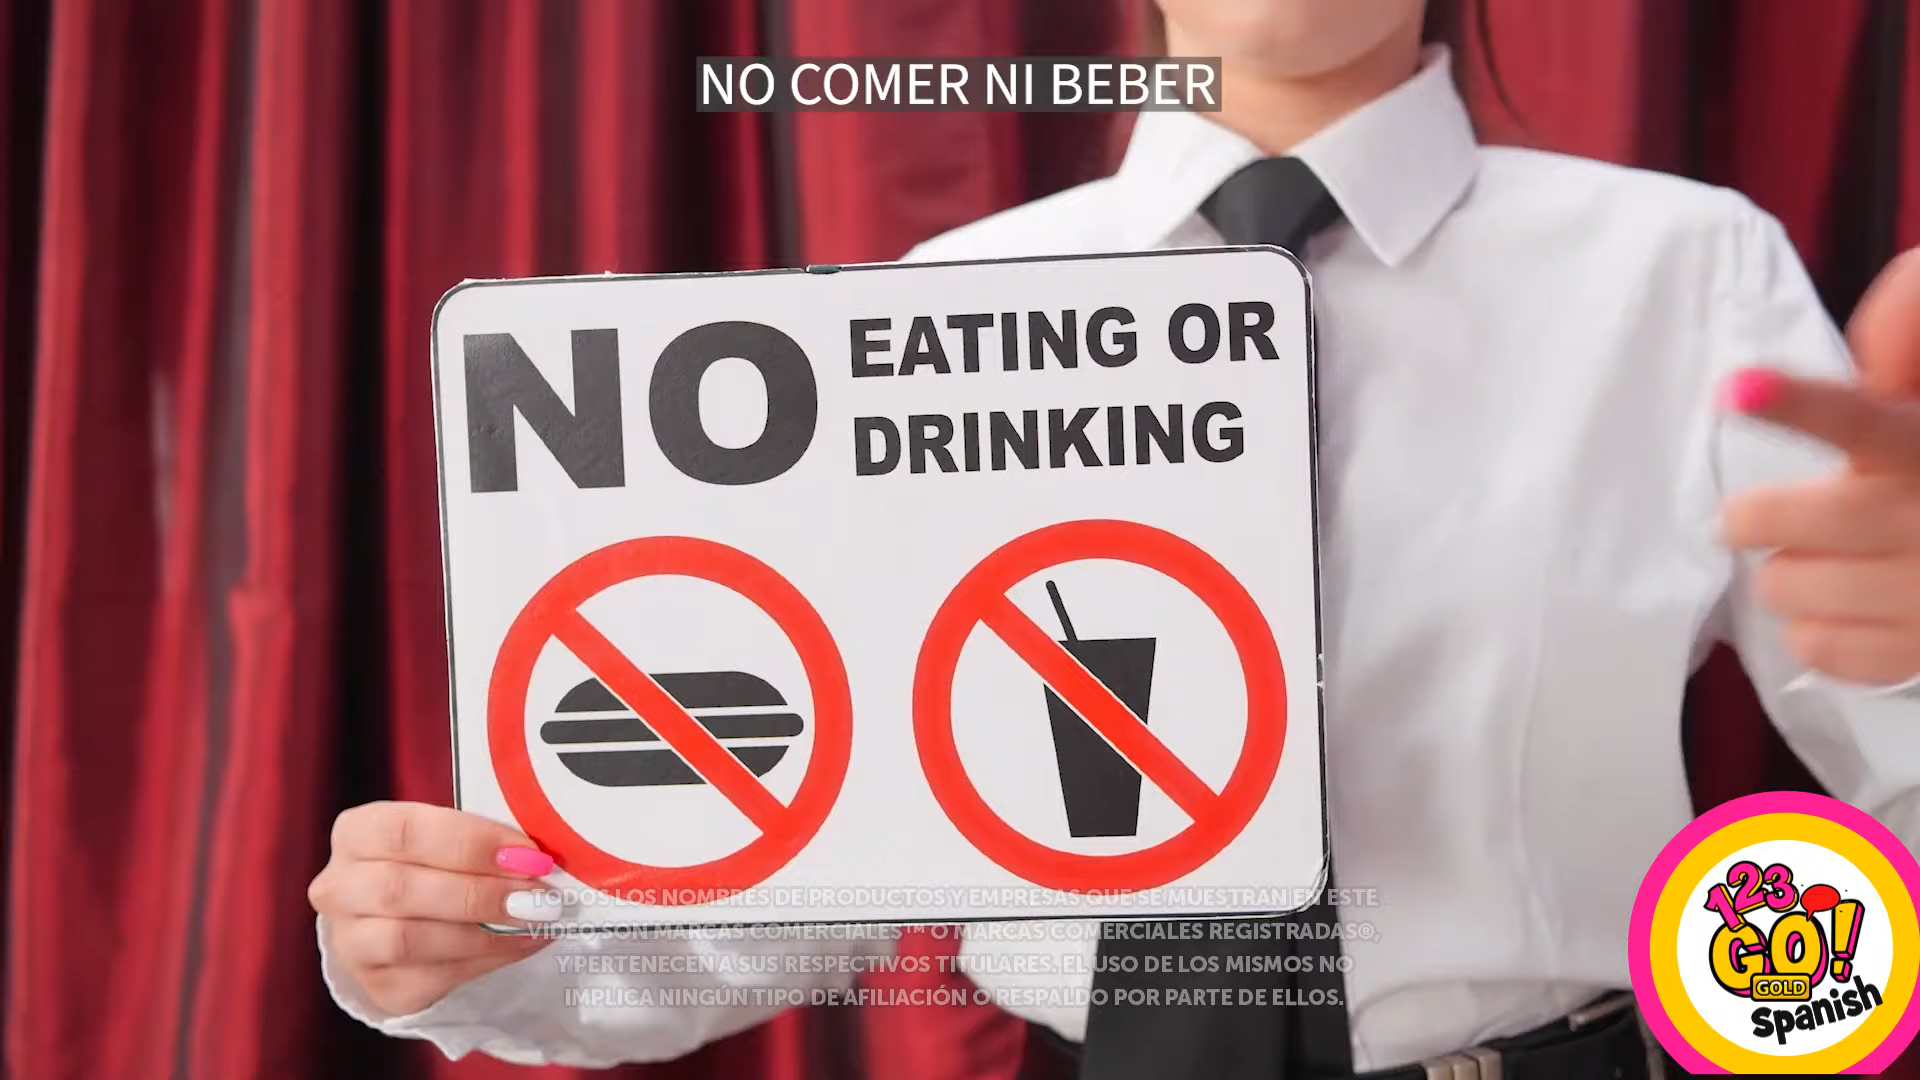 NO COMER NI BEBER
NO
EATING OR
DRINKING
TODOS LOS NOMBRES DE PRODUCTOS Y EMPRESAS QUE SE MUESTRAN EN ESTE
VIDEO SON MARCAS COMERCIALES™ O MARCAS COMERCIALES REGISTRADAS®,
Y PERTENECEN A SUS RESPECTIVOS TITULARES. EL USO DE LOS MISMOS NO
IMPLICA NINGÚN TIPO DE AFILIACIÓN O RESPALDO POR PARTE DE ELLOS.
123
GO!
GOLD
Spanish